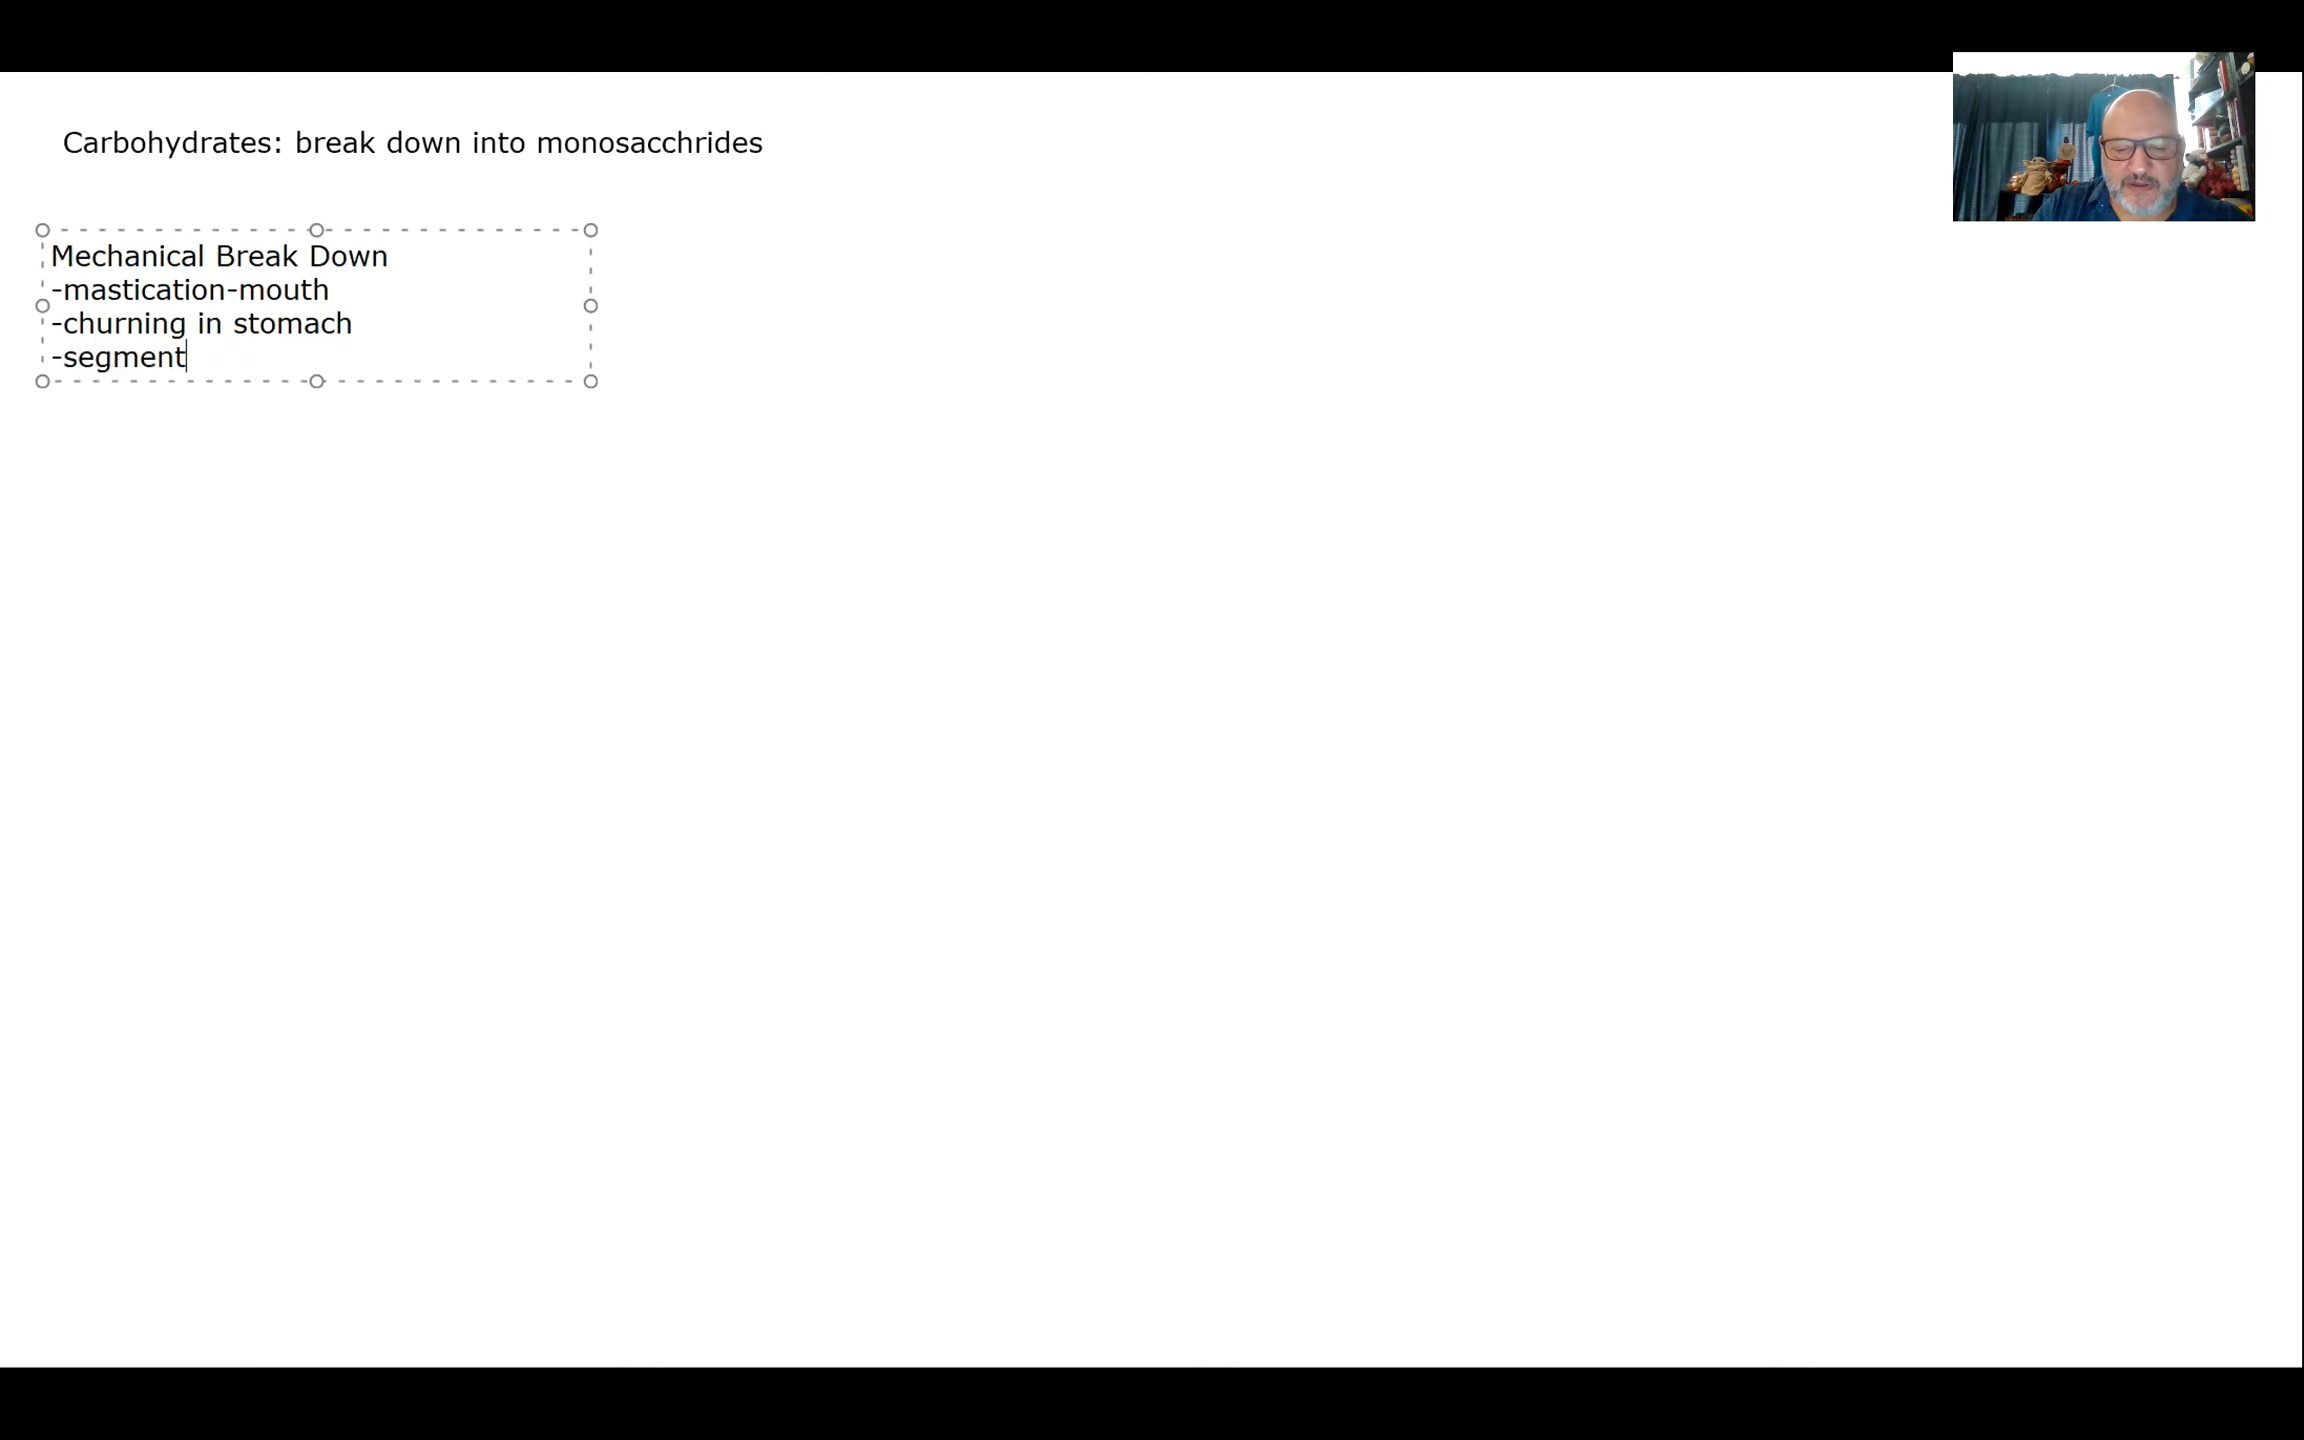 Carbohydrates: break down into monosacchrides
Mechanical Break Down
-mastication-mouth
-churning in stomach
-segment